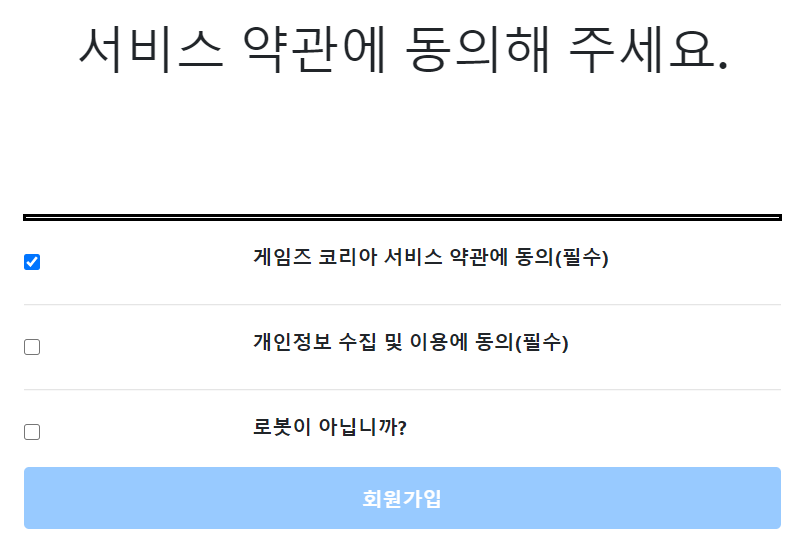 서비스 약관에 동의해 주세요.
게임즈 코리아 서비스 약관에 동의(필수)
개인정보 수집 및 이용에 동의(필수)
로봇이 아닙니까?
회원가입